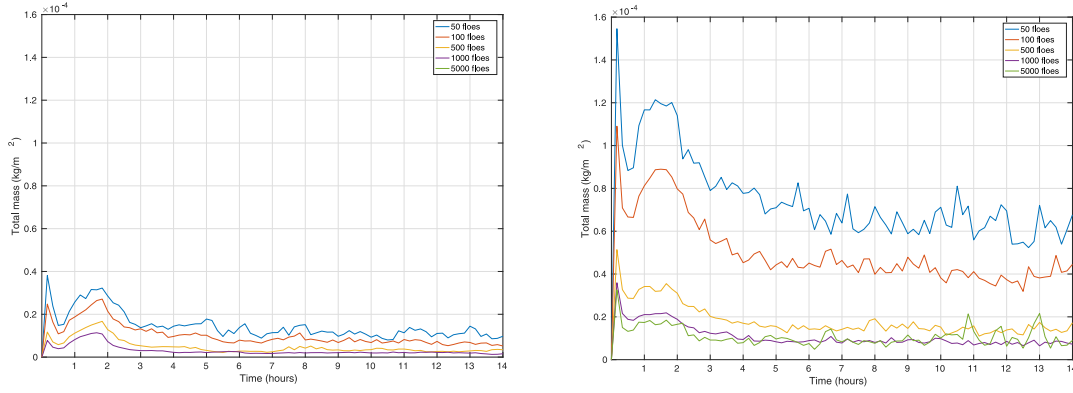 1.6 × 10⁻⁴
50 floes
100 floes
500 floes
1000 floes
5000 floes
1.4
1.2
1
0.8
0.6
0.4
0.2
0
Total mass (kg/m²)
1 2 3 4 5 6 7 8 9 10 11 12 13 14
Time (hours)
1.6 × 10⁻⁴
50 floes
100 floes
500 floes
1000 floes
5000 floes
1.4
1.2
1
0.8
0.6
0.4
0.2
0
Total mass (kg/m²)
1 2 3 4 5 6 7 8 9 10 11 12 13 14
Time (hours)